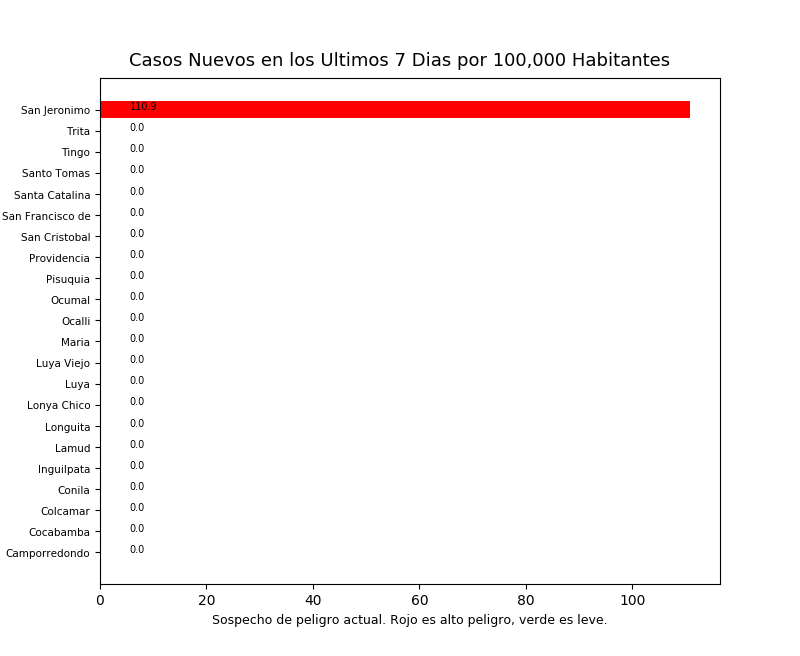 Casos Nuevos en los Ultimos 7 Dias por 100,000 Habitantes
San Jeronimo 110.9
Trita 0.0
Tingo 0.0
Santo Tomas 0.0
Santa Catalina 0.0
San Francisco de 0.0
San Cristobal 0.0
Providencia 0.0
Pisuquia 0.0
Ocumal 0.0
Ocalli 0.0
Maria 0.0
Luya Viejo 0.0
Luya 0.0
Lonya Chico 0.0
Longuita 0.0
Lamud 0.0
Inguilpata 0.0
Conila 0.0
Colcamar 0.0
Cocabamba 0.0
Camporredondo 0.0
0 20 40 60 80 100
Sospecho de peligro actual. Rojo es alto peligro, verde es leve.